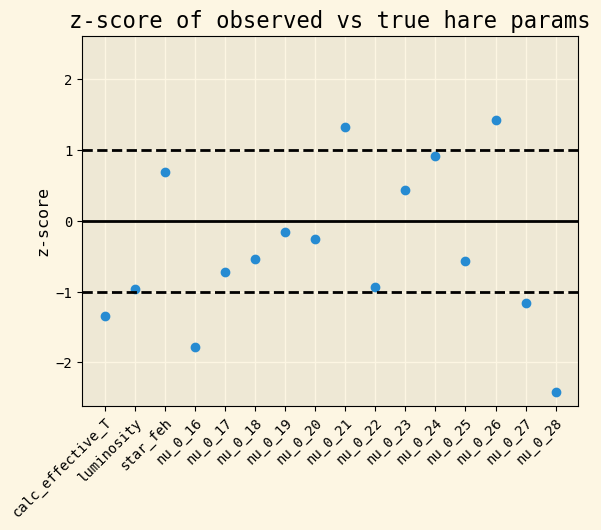 z-score of observed vs true hare params
z-score
2
1
0
−1
−2
calc_effective_T
luminosity
star_feh
nu_0_16
nu_0_17
nu_0_18
nu_0_19
nu_0_20
nu_0_21
nu_0_22
nu_0_23
nu_0_24
nu_0_25
nu_0_26
nu_0_27
nu_0_28